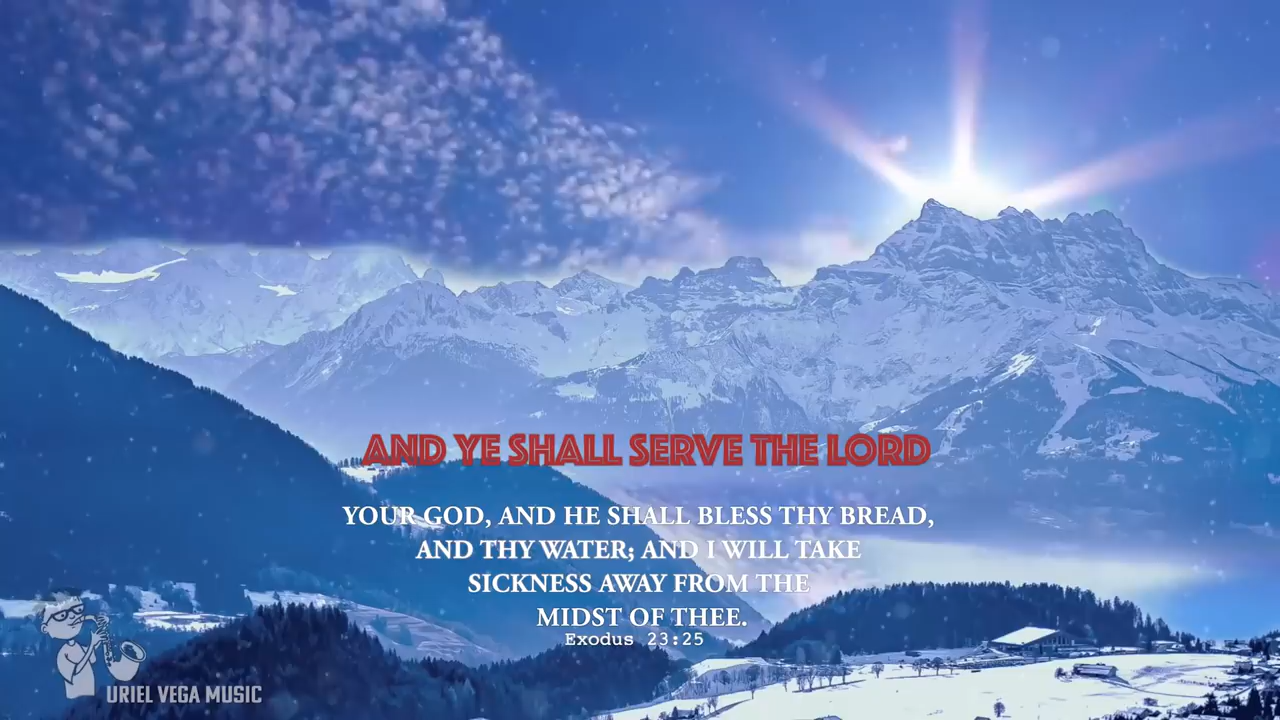 AND YE SHALL SERVE THE LORD
YOUR GOD, AND HE SHALL BLESS THY BREAD,
AND THY WATER; AND I WILL TAKE
SICKNESS AWAY FROM THE
MIDST OF THEE.
Exodus 23:25
URIEL VEGA MUSIC